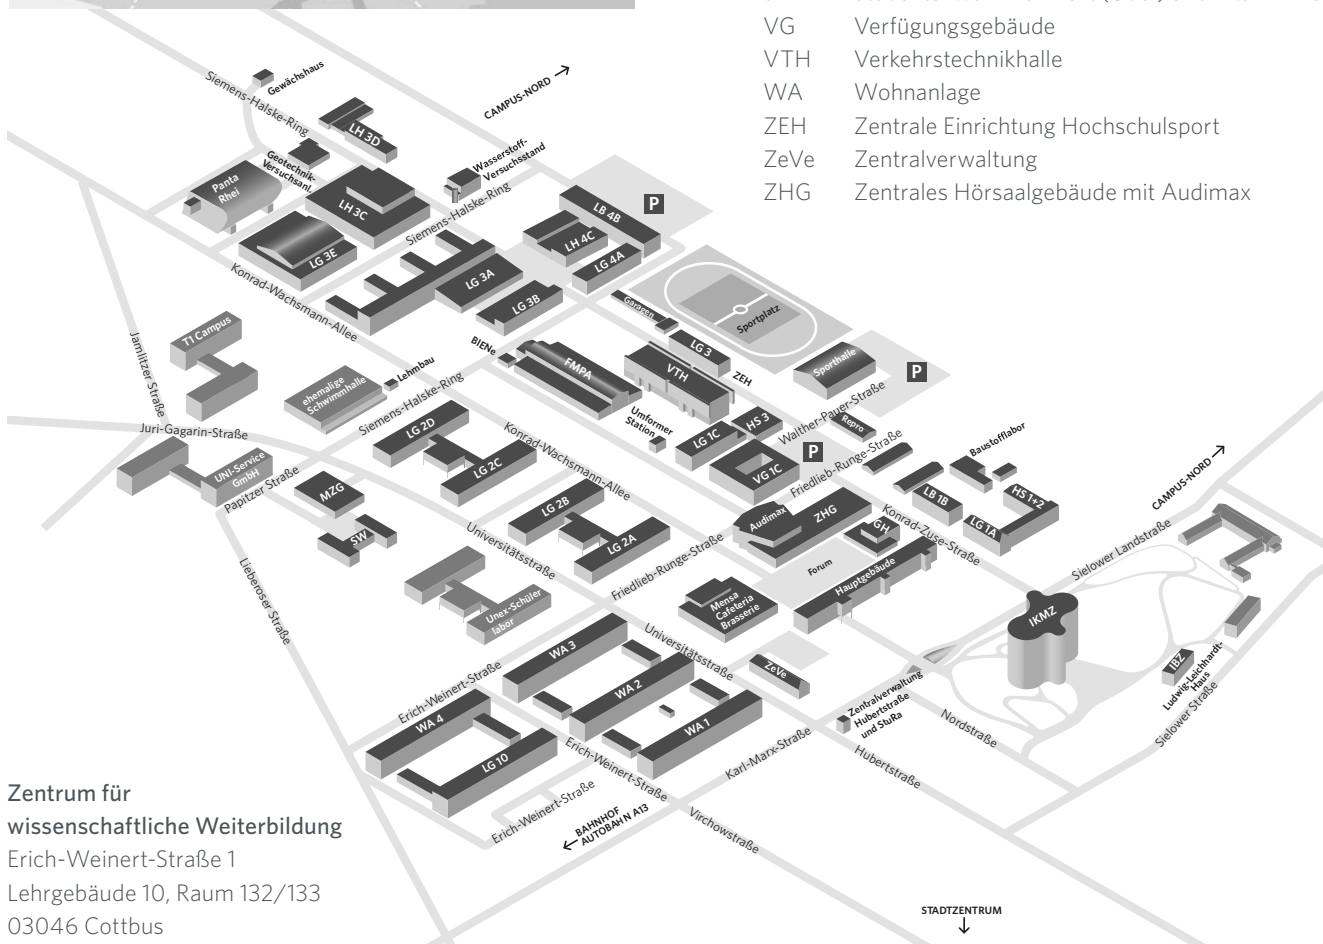 VG Verfügungsgebäude
VTH Verkehrstechnikhalle
WA Wohnanlage
ZEH Zentrale Einrichtung Hochschulsport
ZeVe Zentralverwaltung
ZHG Zentrales Hörsaalgebäude mit Audimax
Gewächshaus
Siemens-Halske-Ring
CAMPUS-NORD
LH 3D
Geotechnik-
Versuchsanl.
Wasserstoff-
Versuchsstand
Panta
Rhei
LH 3C
Siemens-Halske-Ring
LB 4B
P
LH 4C
LG 4A
LG 3E
LG 3A
LG 3B
Konrad-Wachsmann-Allee
Garagen
Sportplatz
T1 Campus
Jamlitzer Straße
BIENe
FMPA
LG 3
VTH
ZEH
Sporthalle
P
Lehmbau
ehemalige
Schwimmhalle
Siemens-Halske-Ring
Walther-Pauer-Straße
Umformer
Station
HS 3
LG 1C
Repro
Juri-Gagarin-Straße
LG 2D
Konrad-Wachsmann-Allee
P
Friedlieb-Runge-Straße
Baustofflabor
UNI-Service
GmbH
Papitzer Straße
LG 2C
VG 1C
CAMPUS-NORD
MZG
LB 1B
HS 1+2
LG 2B
Audimax
ZHG
GH
LG 1A
Konrad-Zuse-Straße
SW
LG 2A
Universitätsstraße
Friedlieb-Runge-Straße
Forum
Hauptgebäude
Sielower Landstraße
Lieberoser Straße
Unex-Schüler
labor
Mensa
Cafeteria
Brasserie
IKMZ
WA 3
Universitätsstraße
ZeVe
IBZ
Ludwig-Leichhardt-
Haus
Erich-Weinert-Straße
WA 2
Zentralverwaltung
Hubertstraße
und StuRa
WA 4
WA 1
Nordstraße
Sielower Straße
LG 10
Erich-Weinert-Straße
Karl-Marx-Straße
Hubertstraße
Erich-Weinert-Straße
BAHNHOF
AUTOBAHN A13
Virchowstraße
STADTZENTRUM
Zentrum für
wissenschaftliche Weiterbildung
Erich-Weinert-Straße 1
Lehrgebäude 10, Raum 132/133
03046 Cottbus